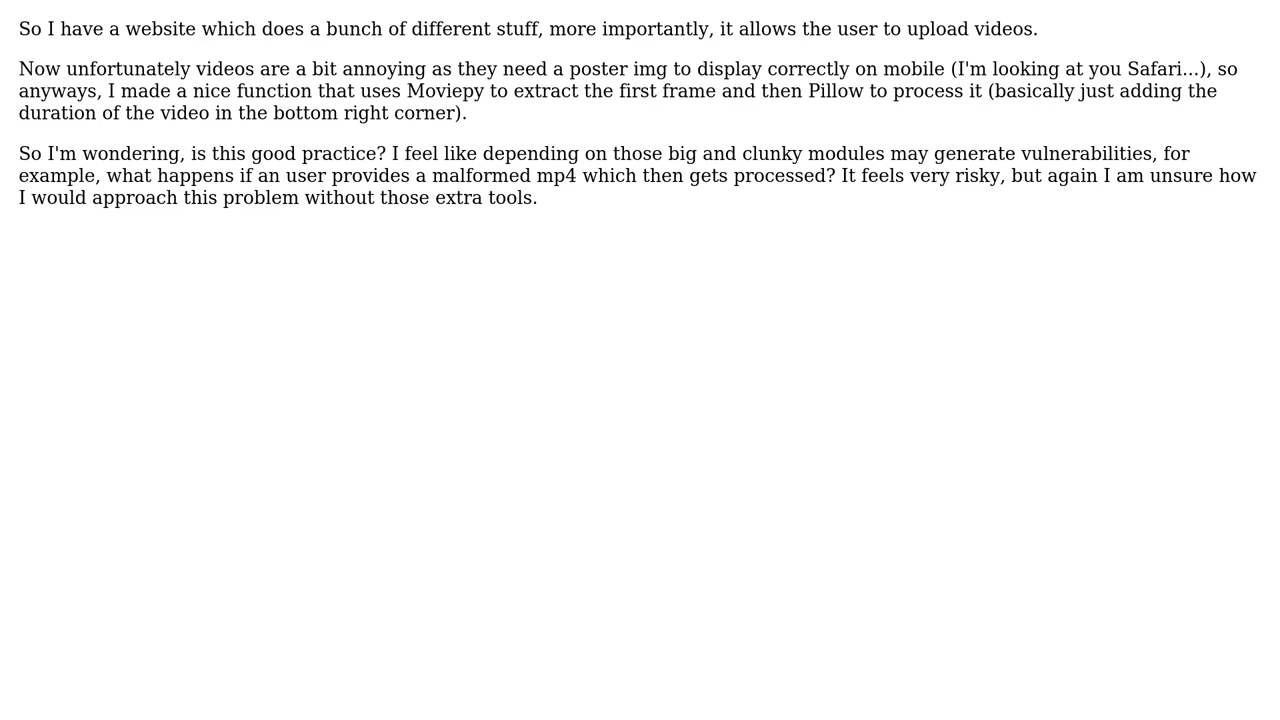 So I have a website which does a bunch of different stuff, more importantly, it allows the user to upload videos.
Now unfortunately videos are a bit annoying as they need a poster img to display correctly on mobile (I'm looking at you Safari...), so
anyways, I made a nice function that uses Moviepy to extract the first frame and then Pillow to process it (basically just adding the
duration of the video in the bottom right corner).
So I'm wondering, is this good practice? I feel like depending on those big and clunky modules may generate vulnerabilities, for
example, what happens if an user provides a malformed mp4 which then gets processed? It feels very risky, but again I am unsure how
I would approach this problem without those extra tools.